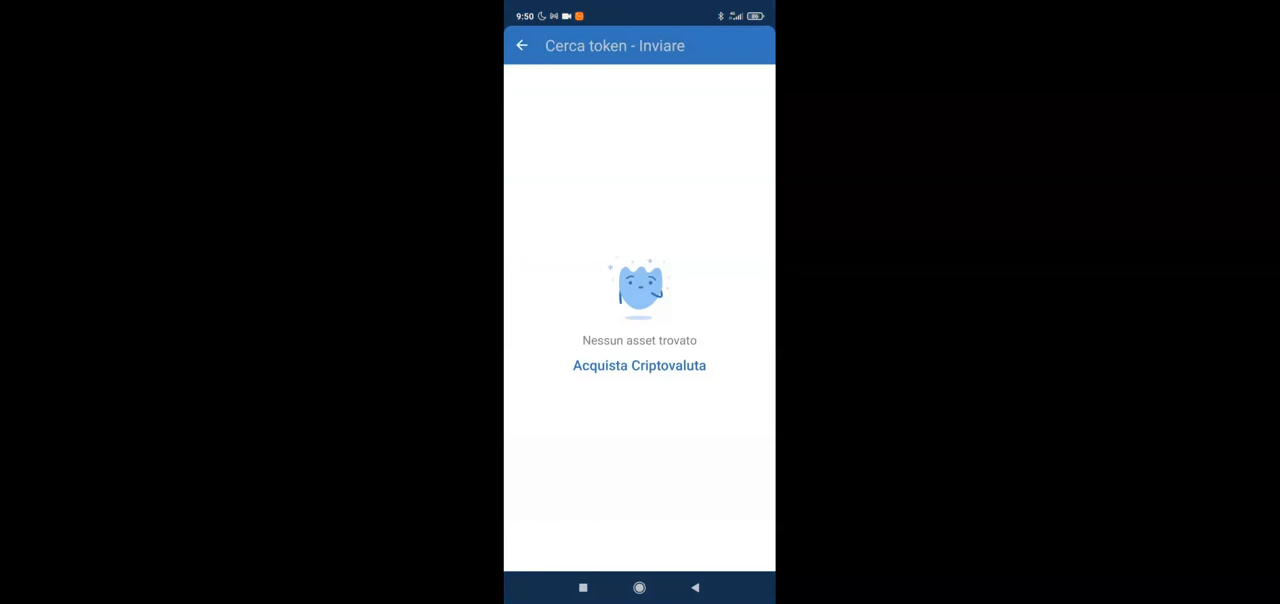 9:50
Cerca token - Inviare
Nessun asset trovato
Acquista Criptovaluta